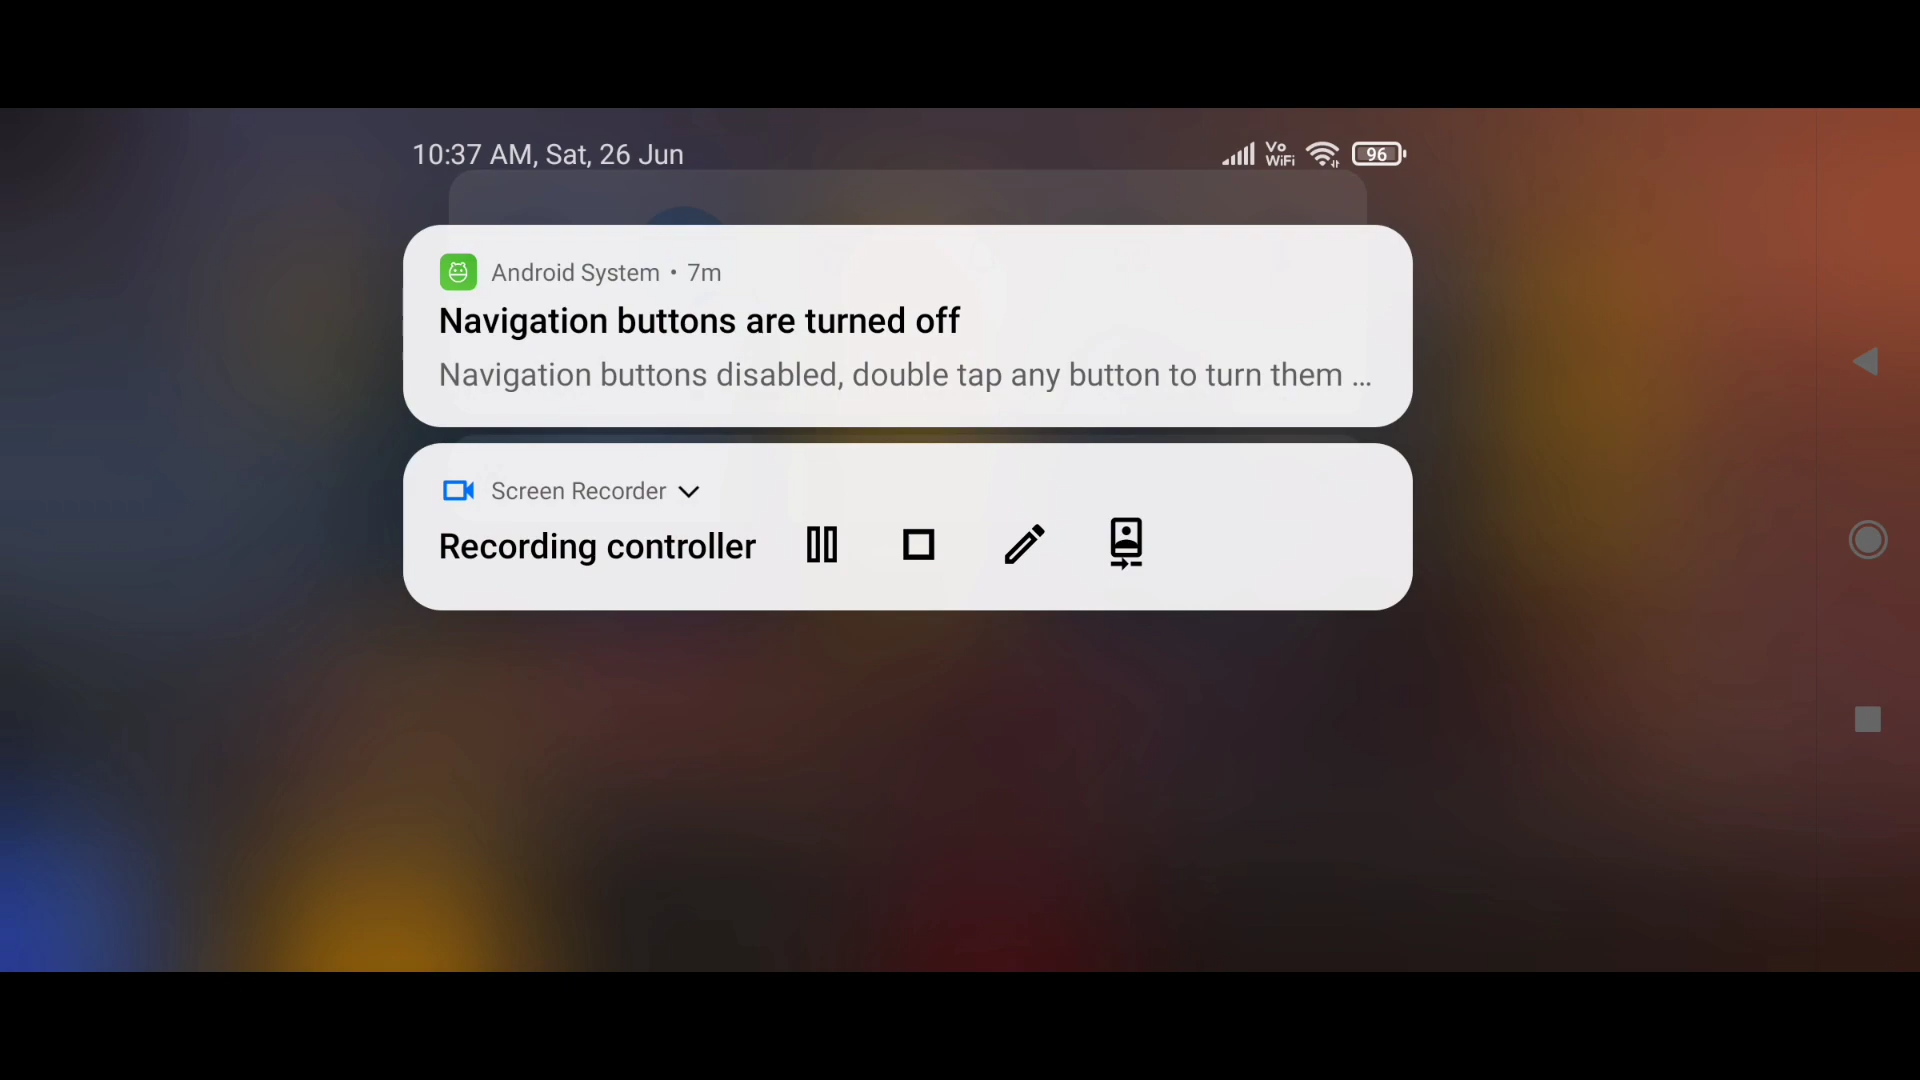 10:37 AM, Sat, 26 Jun
Vo
WiFi
96
Android System • 7m
Navigation buttons are turned off
Navigation buttons disabled, double tap any button to turn them ...
Screen Recorder
Recording controller